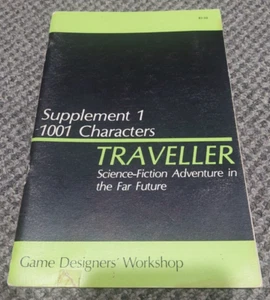 Supplement 1
1001 Characters
TRAVELLER
Science-Fiction Adventure in
the Far Future
Game Designers' Workshop